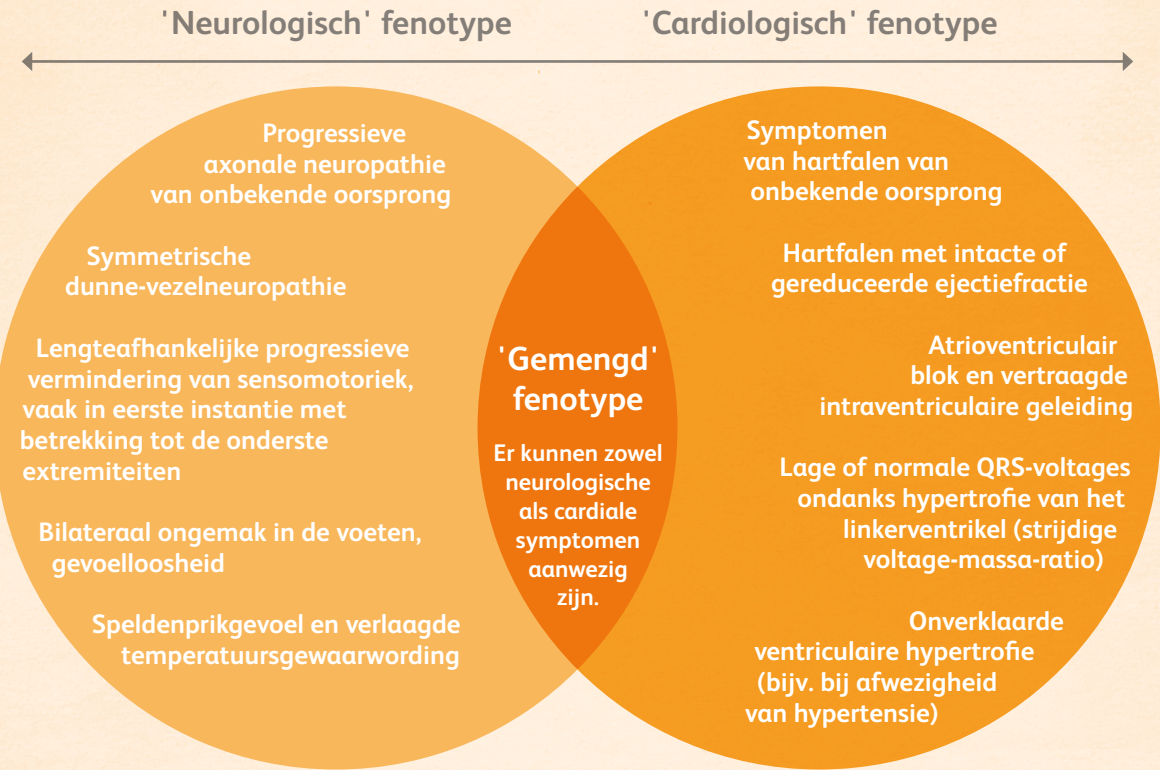 'Neurologisch' fenotype
'Cardiologisch' fenotype
Progressieve
axonale neuropathie
van onbekende oorsprong
Symmetrische
dunne-vezelneuropathie
Lengteafhankelijke progressieve
vermindering van sensomotoriek,
vaak in eerste instantie met
betrekking tot de onderste
extremiteiten
Bilateraal ongemak in de voeten,
gevoelloosheid
Speldenprikgevoel en verlaagde
temperatuursgewaarwording
'Gemengd'
fenotype
Er kunnen zowel
neurologische
als cardiale
symptomen
aanwezig
zijn.
Symptomen
van hartfalen van
onbekende oorsprong
Hartfalen met intacte of
gereduceerde ejectiefractie
Atrioventriculair
blok en vertraagde
intraventriculaire geleiding
Lage of normale QRS-voltages
ondanks hypertrofie van het
linkerventrikel (strijdige
voltage-massa-ratio)
Onverklaarde
ventriculaire hypertrofie
(bijv. bij afwezigheid
van hypertensie)